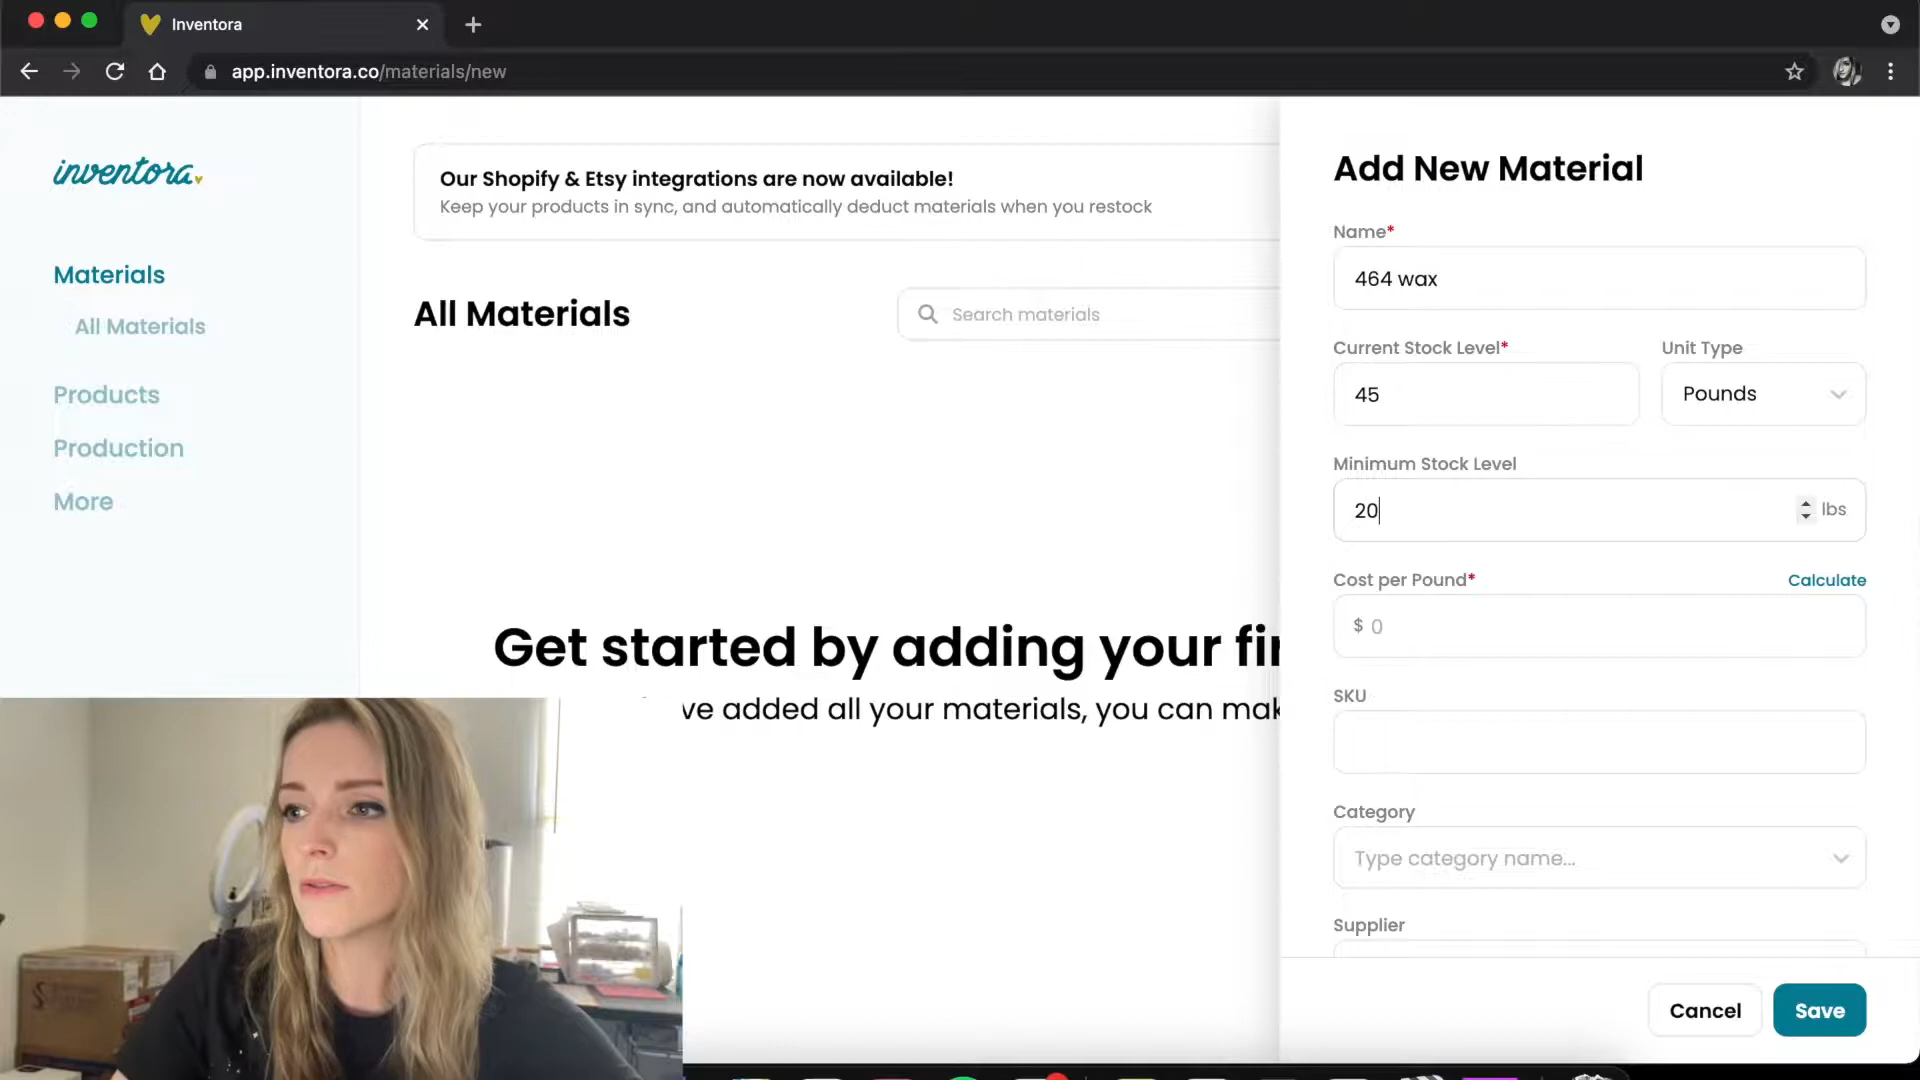 Inventora
app.inventora.co/materials/new
inventora
Our Shopify & Etsy integrations are now available!
Keep your products in sync, and automatically deduct materials when you restock
Materials
All Materials
Products
Production
More
All Materials
Search materials
Get started by adding your
ve added all your materials, you can
Add New Material
Name*
464 wax
Current Stock Level*
Unit Type
45
Pounds
Minimum Stock Level
20
lbs
Cost per Pound*
Calculate
$ 0
SKU
Category
Type category name...
Supplier
Cancel
Save